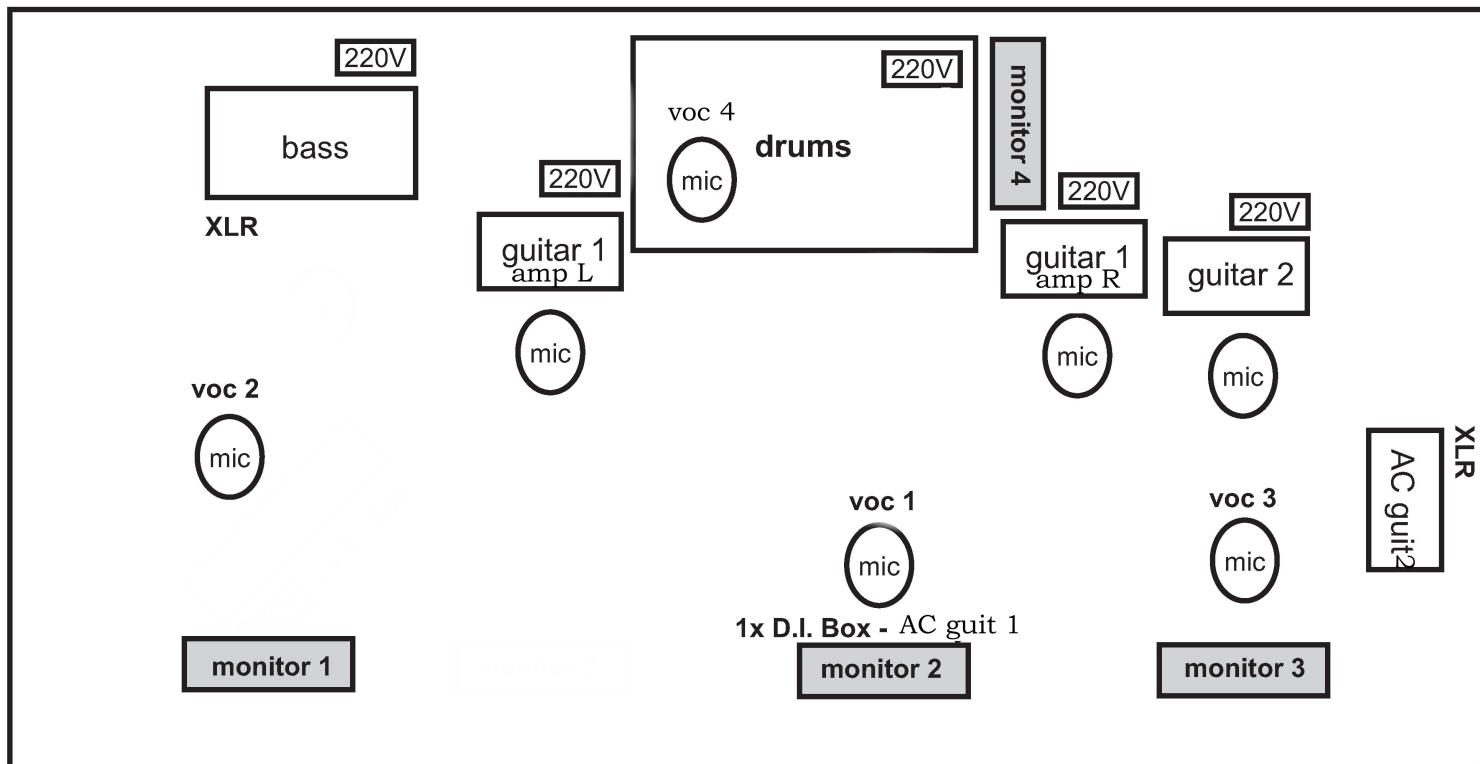 220V
bass
XLR
220V
guitar 1
amp L
mic
voc 4
mic
drums
220V
monitor 4
220V
guitar 1
amp R
mic
220V
guitar 2
mic
voc 2
mic
voc 1
mic
1x D.I. Box - AC guit 1
voc 3
mic
AC guit2
XLR
monitor 1
monitor 2
monitor 3